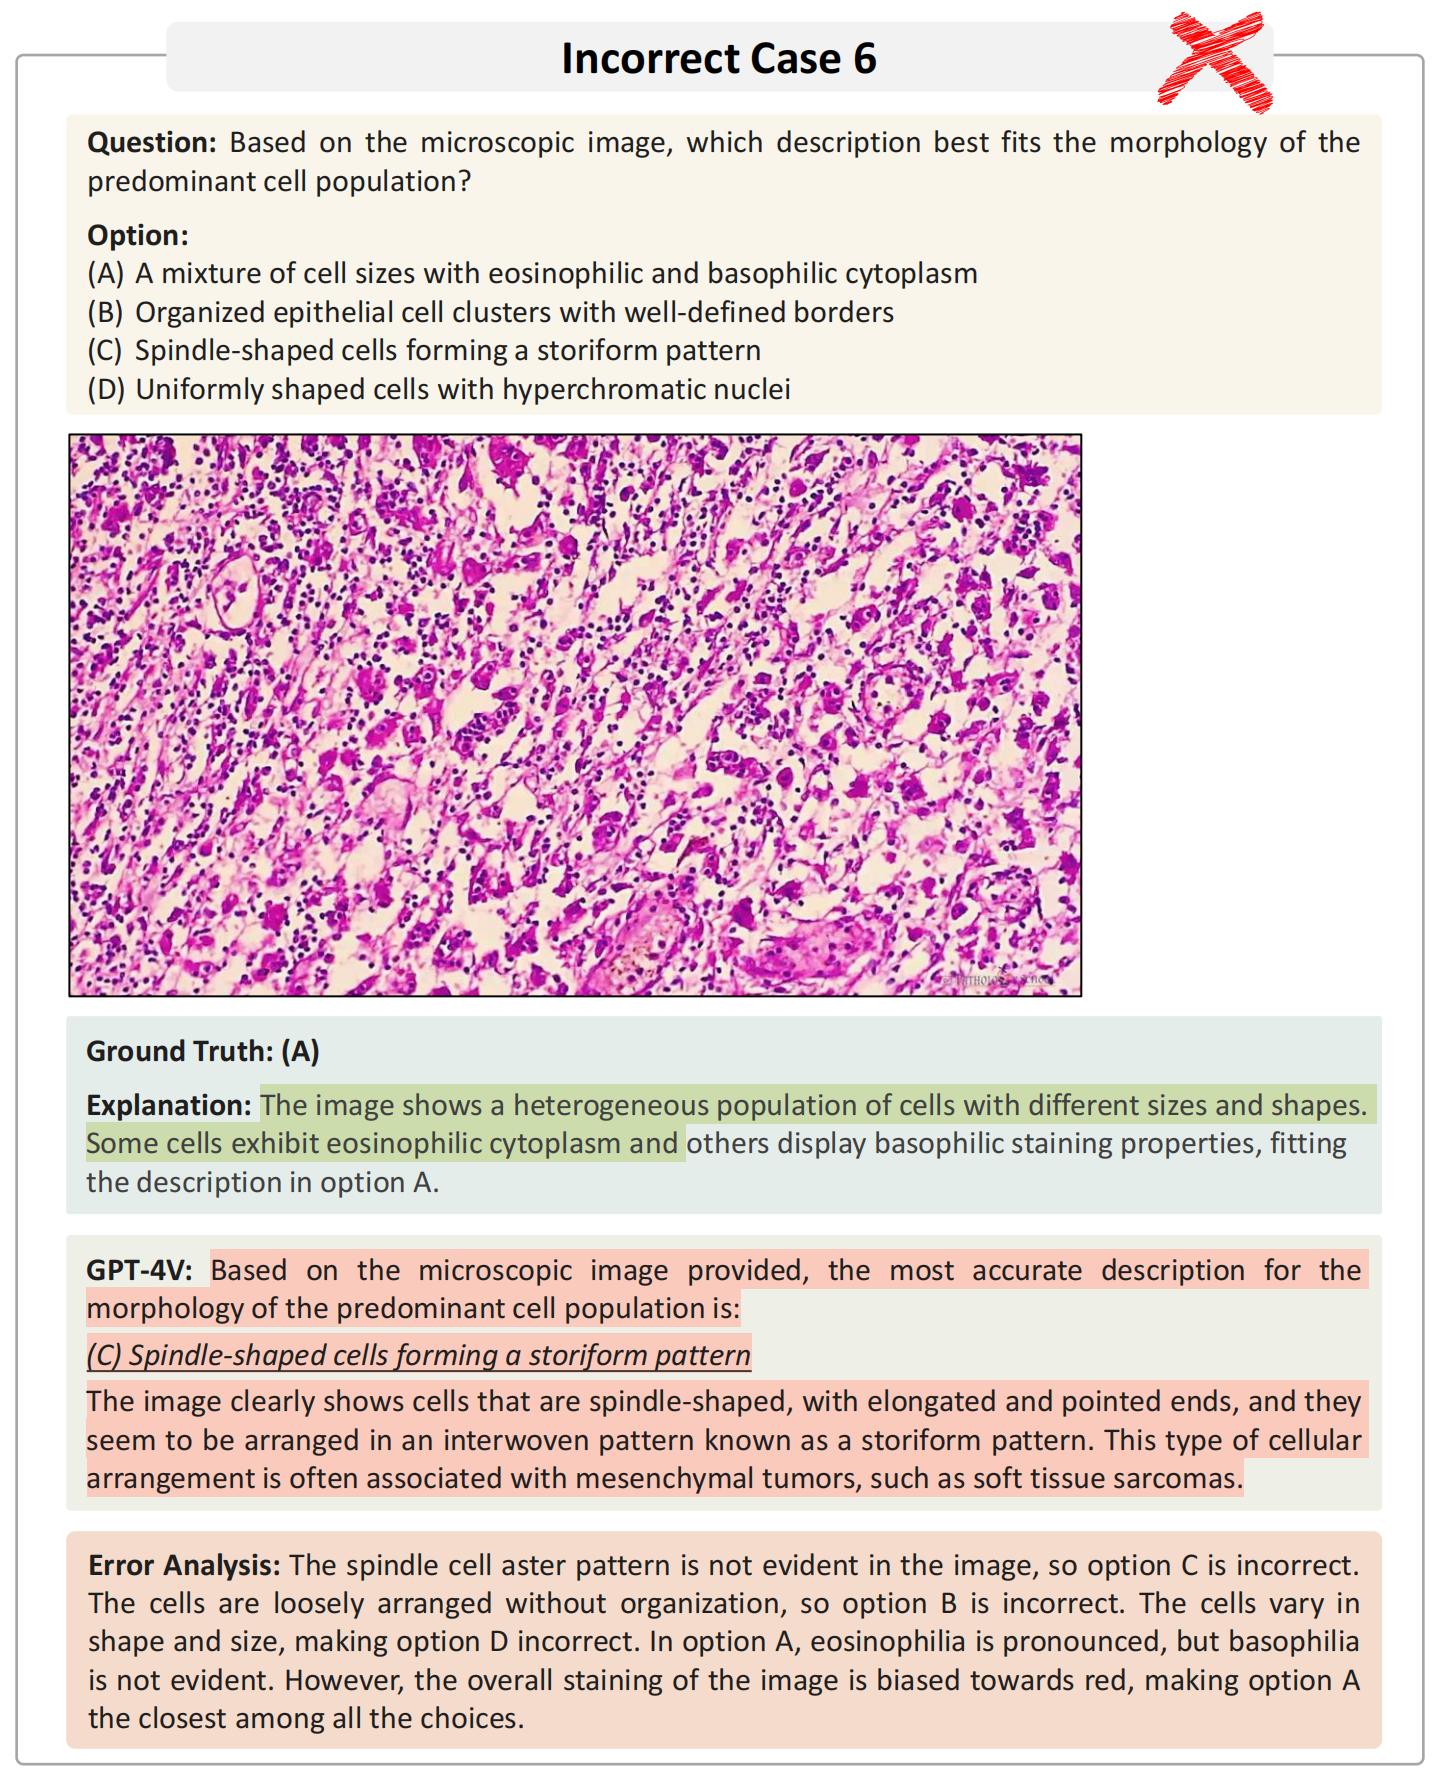 Incorrect Case 6
Question: Based on the microscopic image, which description best fits the morphology of the
predominant cell population?
Option:
(A) A mixture of cell sizes with eosinophilic and basophilic cytoplasm
(B) Organized epithelial cell clusters with well-defined borders
(C) Spindle-shaped cells forming a storiform pattern
(D) Uniformly shaped cells with hyperchromatic nuclei
Ground Truth: (A)
Explanation: The image shows a heterogeneous population of cells with different sizes and shapes.
Some cells exhibit eosinophilic cytoplasm and others display basophilic staining properties, fitting
the description in option A.
GPT-4V: Based on the microscopic image provided, the most accurate description for the
morphology of the predominant cell population is:
(C) Spindle-shaped cells forming a storiform pattern
The image clearly shows cells that are spindle-shaped, with elongated and pointed ends, and they
seem to be arranged in an interwoven pattern known as a storiform pattern. This type of cellular
arrangement is often associated with mesenchymal tumors, such as soft tissue sarcomas.
Error Analysis: The spindle cell aster pattern is not evident in the image, so option C is incorrect.
The cells are loosely arranged without organization, so option B is incorrect. The cells vary in
shape and size, making option D incorrect. In option A, eosinophilia is pronounced, but basophilia
is not evident. However, the overall staining of the image is biased towards red, making option A
the closest among all the choices.